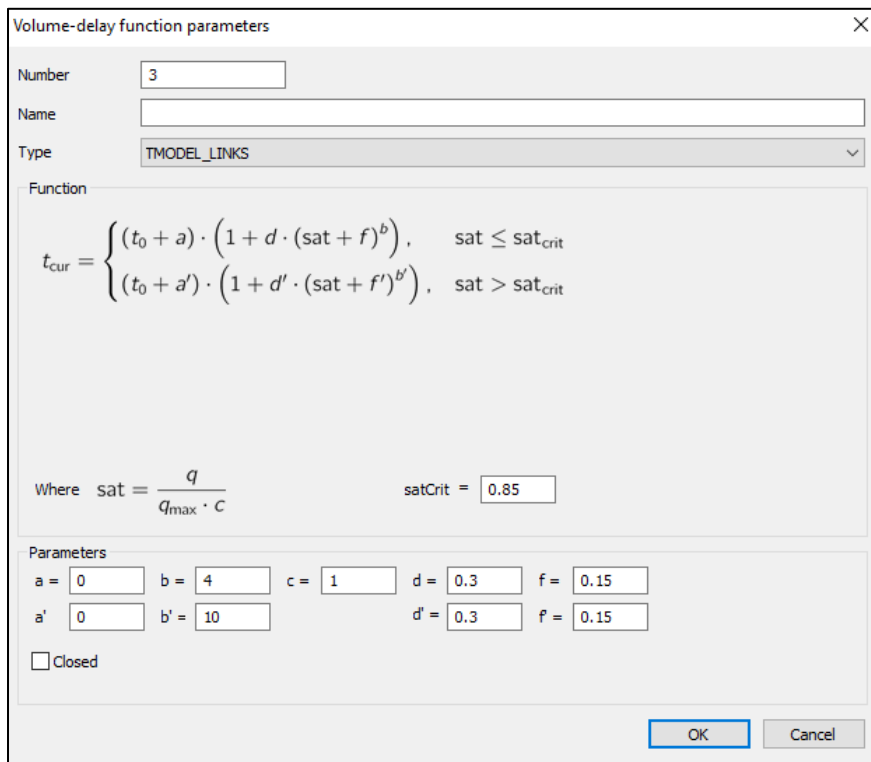 Volume-delay function parameters
Number 3
Name
Type TMODEL_LINKS
Function
t_cur = { (t_0 + a) · (1 + d · (sat + f)^b), sat ≤ sat_crit
(t_0 + a′) · (1 + d′ · (sat + f′)^b′), sat > sat_crit
Where sat = q / (q_max · c) satCrit = 0.85
Parameters
a = 0 b = 4 c = 1 d = 0.3 f = 0.15
a' 0 b' = 10 d' = 0.3 f' = 0.15
Closed
OK Cancel